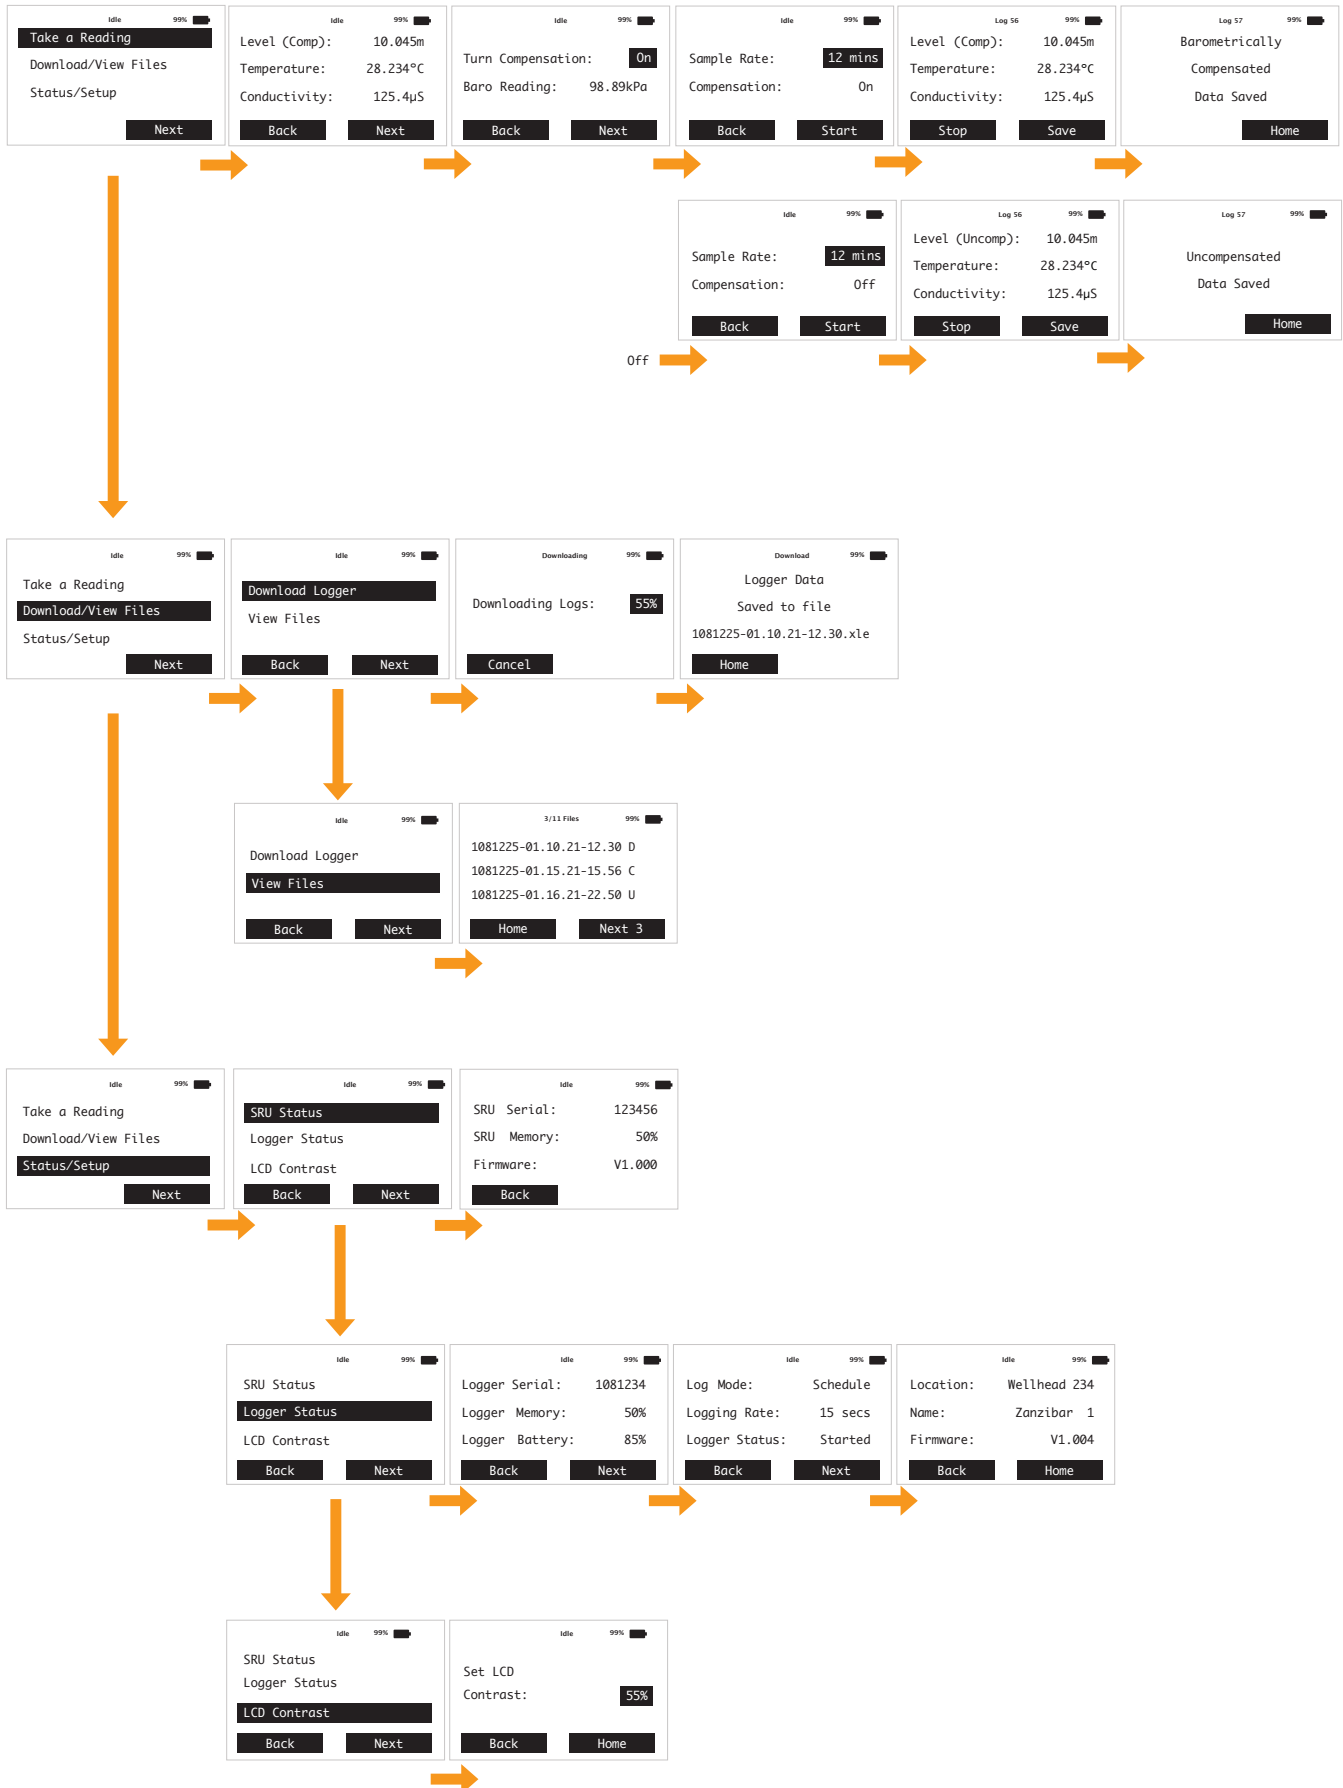 Idle 99%
Take a Reading
Download/View Files
Status/Setup
Next
Idle 99%
Level (Comp): 10.045m
Temperature: 28.234°C
Conductivity: 125.4µS
Back Next
Idle 99%
Turn Compensation: On
Baro Reading: 98.89kPa
Back Next
Idle 99%
Sample Rate: 12 mins
Compensation: On
Back Start
Log 56 99%
Level (Comp): 10.045m
Temperature: 28.234°C
Conductivity: 125.4µS
Stop Save
Log 57 99%
Barometrically
Compensated
Data Saved
Home
Idle 99%
Sample Rate: 12 mins
Compensation: Off
Back Start
Log 56 99%
Level (Uncomp): 10.045m
Temperature: 28.234°C
Conductivity: 125.4µS
Stop Save
Log 57 99%
Uncompensated
Data Saved
Home
Off
Idle 99%
Take a Reading
Download/View Files
Status/Setup
Next
Idle 99%
Download Logger
View Files
Back Next
Downloading 99%
Downloading Logs: 55%
Cancel
Download 99%
Logger Data
Saved to file
1081225-01.10.21-12.30.xle
Home
Idle 99%
Download Logger
View Files
Back Next
3/11 Files 99%
1081225-01.10.21-12.30 D
1081225-01.15.21-15.56 C
1081225-01.16.21-22.50 U
Home Next 3
Idle 99%
Take a Reading
Download/View Files
Status/Setup
Next
Idle 99%
SRU Status
Logger Status
LCD Contrast
Back Next
Idle 99%
SRU Serial: 123456
SRU Memory: 50%
Firmware: V1.000
Back
Idle 99%
SRU Status
Logger Status
LCD Contrast
Back Next
Idle 99%
Logger Serial: 1081234
Logger Memory: 50%
Logger Battery: 85%
Back Next
Idle 99%
Log Mode: Schedule
Logging Rate: 15 secs
Logger Status: Started
Back Next
Idle 99%
Location: Wellhead 234
Name: Zanzibar 1
Firmware: V1.004
Back Home
Idle 99%
SRU Status
Logger Status
LCD Contrast
Back Next
Idle 99%
Set LCD
Contrast: 55%
Back Home